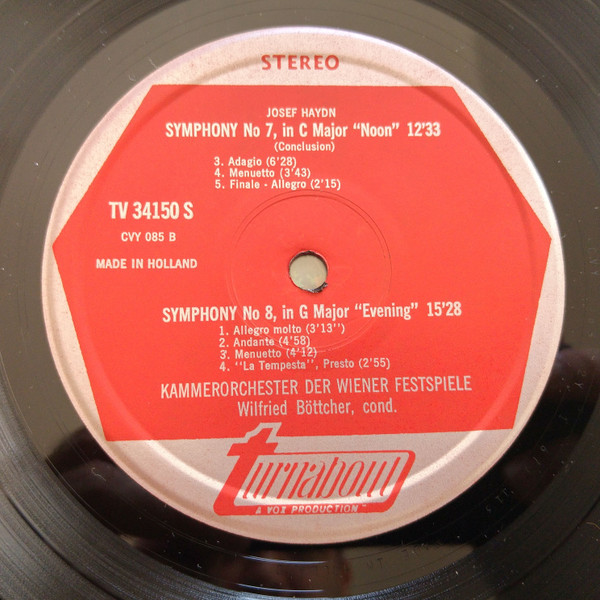 STEREO
JOSEF HAYDN
SYMPHONY No 7, in C Major "Noon" 12'33
(Conclusion)
3. Adagio (6'28)
4. Menuetto (3'43)
5. Finale - Allegro (2'15)
TV 34150 S
CVY 085 B
MADE IN HOLLAND
SYMPHONY No 8, in G Major "Evening" 15'28
1. Allegro molto (3'13'')
2. Andante (4'58)
3. Menuetto (4'12)
4. ''La Tempesta'', Presto (2'55)
KAMMERORCHESTER DER WIENER FESTSPIELE
Wilfried Böttcher, cond.
turnabout
A VOX PRODUCTION TM